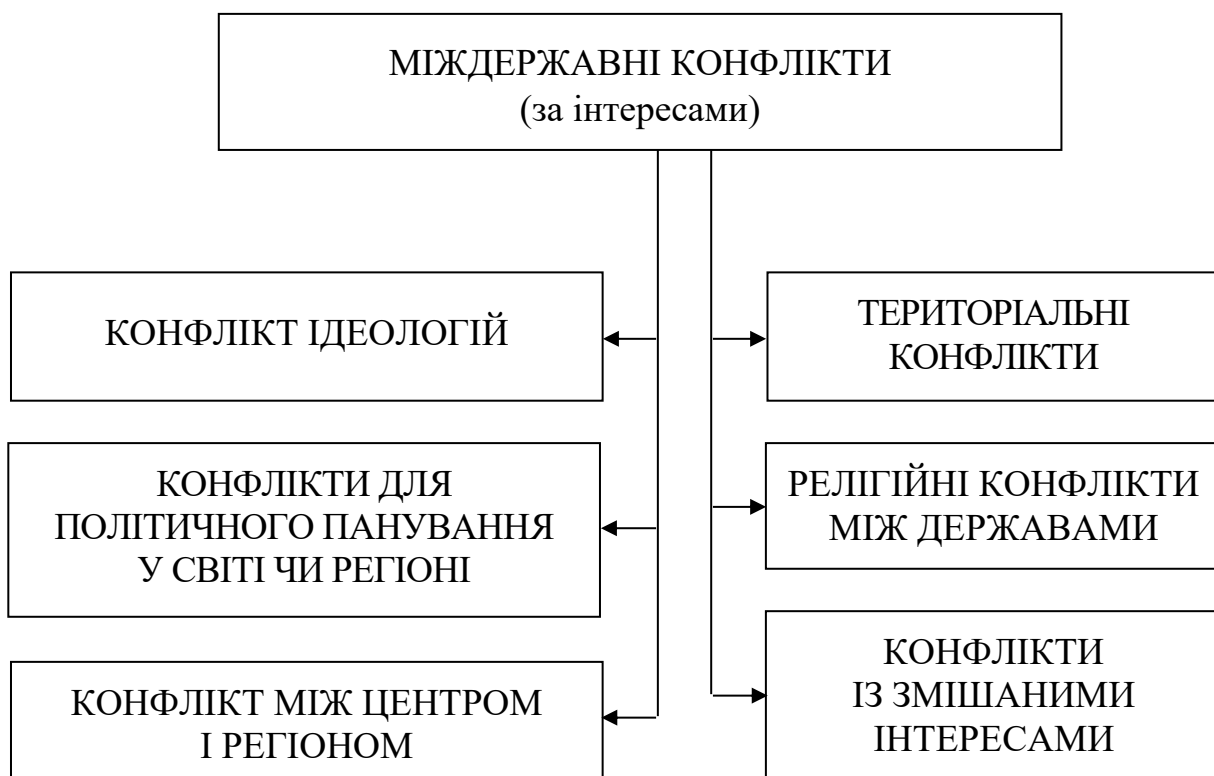 МІЖДЕРЖАВНІ КОНФЛІКТИ
(за інтересами)
КОНФЛІКТ ІДЕОЛОГІЙ
ТЕРИТОРІАЛЬНІ
КОНФЛІКТИ
КОНФЛІКТИ ДЛЯ
ПОЛІТИЧНОГО ПАНУВАННЯ
У СВІТІ ЧИ РЕГІОНІ
РЕЛІГІЙНІ КОНФЛІКТИ
МІЖ ДЕРЖАВАМИ
КОНФЛІКТ МІЖ ЦЕНТРОМ
І РЕГІОНОМ
КОНФЛІКТИ
ІЗ ЗМІШАНИМИ
ІНТЕРЕСАМИ